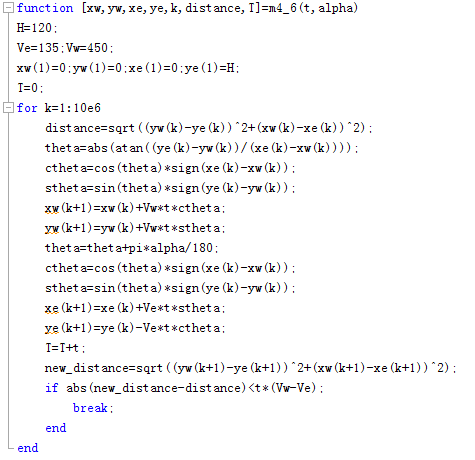 function [xw,yw,xe,ye,k,distance,T]=m4_6(t,alpha)
H=120;
Ve=135;Vw=450;
xw(1)=0;yw(1)=0;xe(1)=0;ye(1)=H;
T=0;
for k=1:10e6
distance=sqrt((yw(k)-ye(k))^2+(xw(k)-xe(k))^2);
theta=abs(atan((ye(k)-yw(k))/(xe(k)-xw(k))));
ctheta=cos(theta)*sign(xe(k)-xw(k));
stheta=sin(theta)*sign(ye(k)-yw(k));
xw(k+1)=xw(k)+Vw*t*ctheta;
yw(k+1)=yw(k)+Vw*t*stheta;
theta=theta+pi*alpha/180;
ctheta=cos(theta)*sign(xe(k)-xw(k));
stheta=sin(theta)*sign(ye(k)-yw(k));
xe(k+1)=xe(k)+Ve*t*stheta;
ye(k+1)=ye(k)-Ve*t*ctheta;
T=T+t;
new_distance=sqrt((yw(k+1)-ye(k+1))^2+(xw(k+1)-xe(k+1))^2);
if abs(new_distance-distance)<t*(Vw-Ve);
break;
end
end